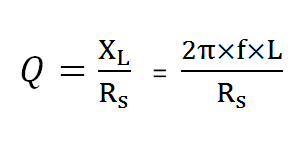 Q = X_L / R_S = 2π×f×L / R_S